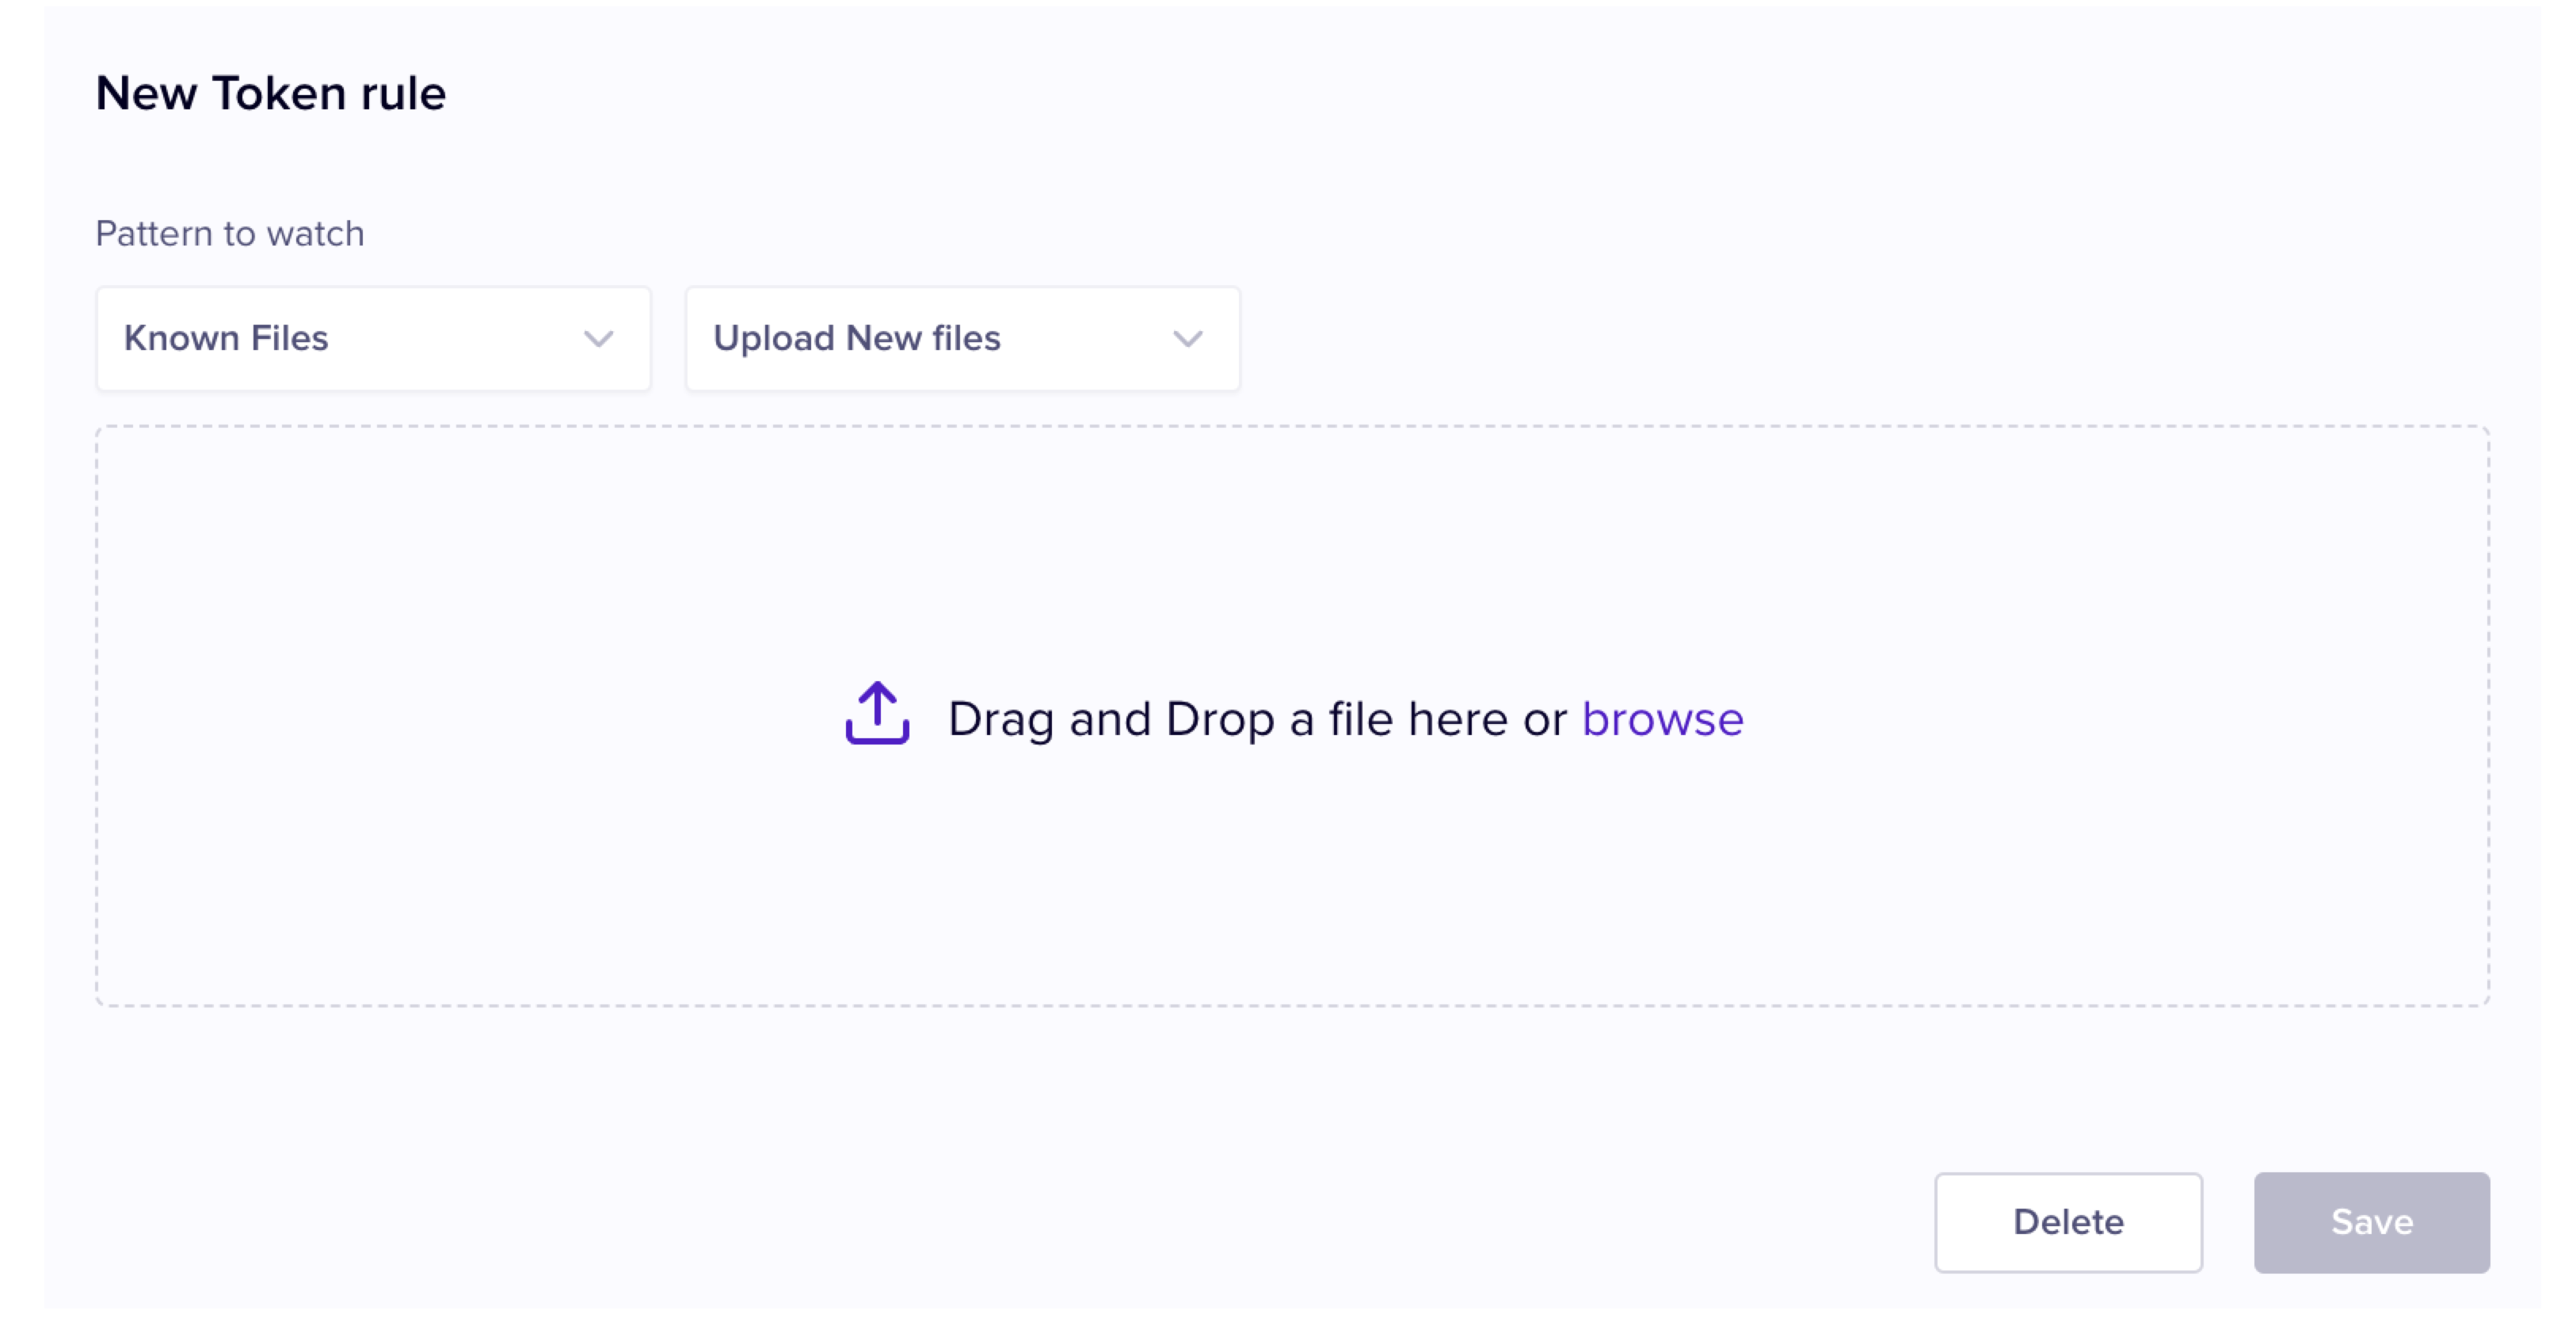 New Token rule
Pattern to watch
Known Files
Upload New files
Drag and Drop a file here or browse
Delete
Save